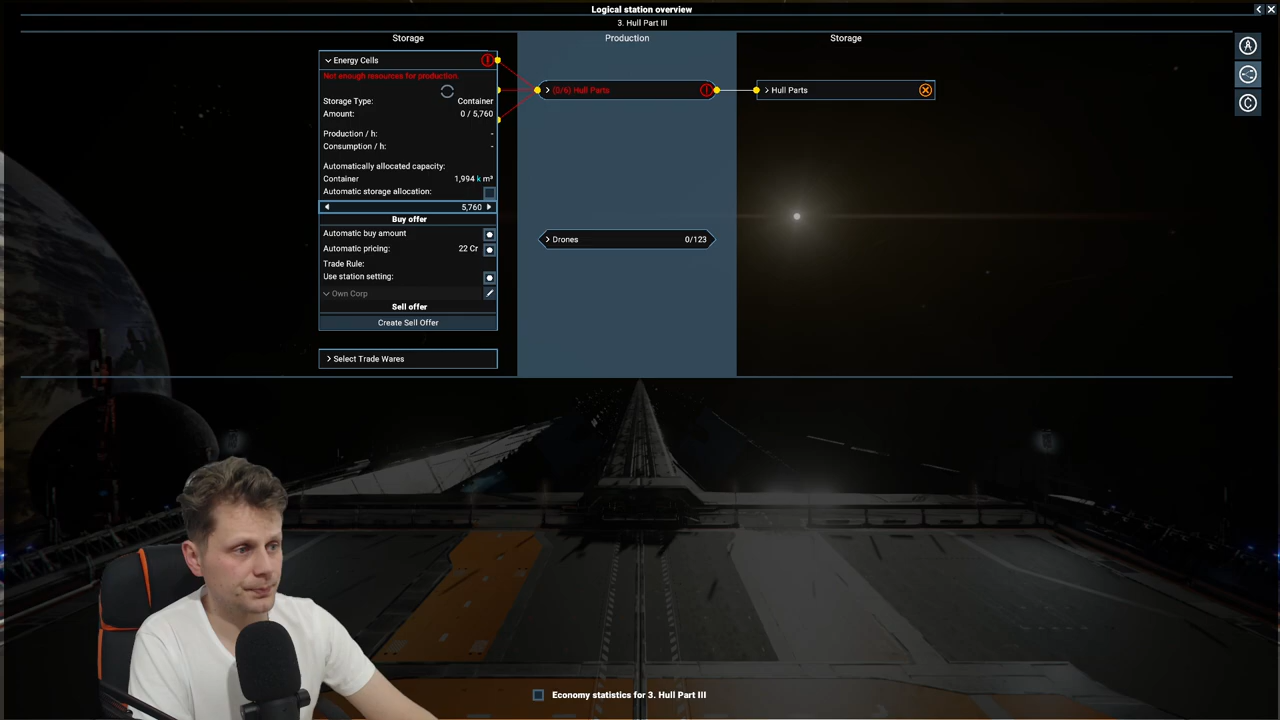 Logical station overview
3. Hull Part III
Storage
Production
Storage
Energy Cells
Not enough resources for production.
Storage Type: Container
Amount: 0 / 5,760
Production / h: -
Consumption / h: -
Automatically allocated capacity:
Container 1,994 k m³
Automatic storage allocation:
5,760
Buy offer
Automatic buy amount
Automatic pricing: 22 Cr
Trade Rule:
Use station setting:
Own Corp
Sell offer
Create Sell Offer
Select Trade Wares
(0/6) Hull Parts
Drones 0/123
Hull Parts
Economy statistics for 3. Hull Part III